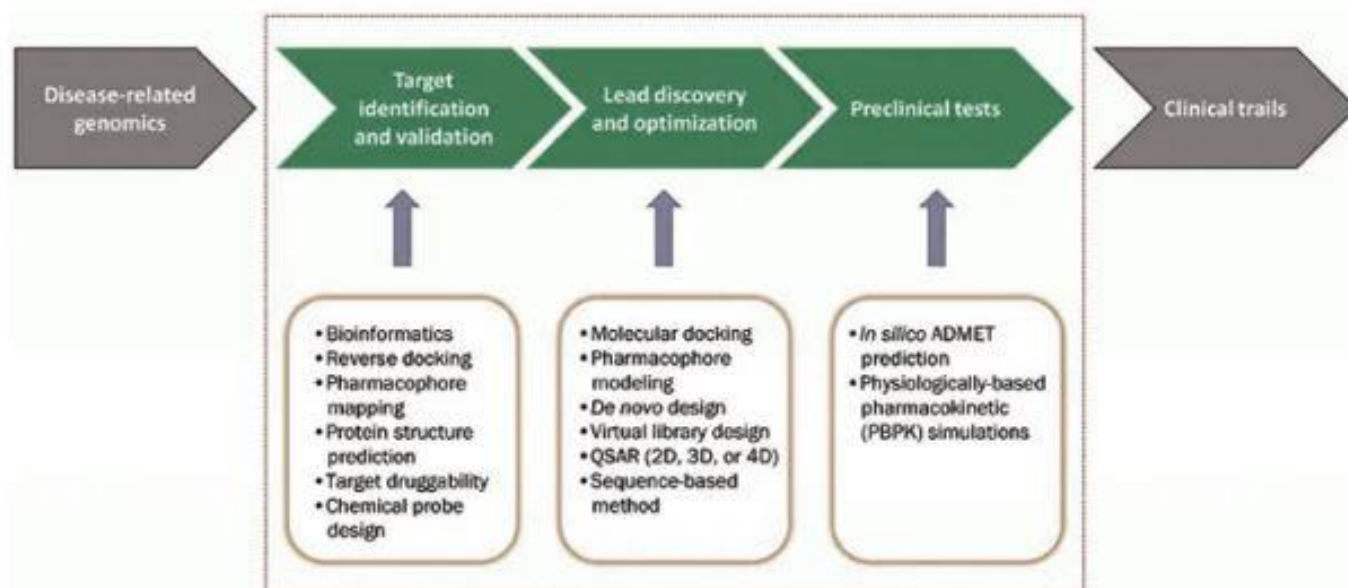 Disease-related
genomics
Target
identification
and validation
Lead discovery
and optimization
Preclinical tests
Clinical trails
• Bioinformatics
• Reverse docking
• Pharmacophore
mapping
• Protein structure
prediction
• Target druggability
• Chemical probe
design
• Molecular docking
• Pharmacophore
modeling
• De novo design
• Virtual library design
• QSAR (2D, 3D, or 4D)
• Sequence-based
method
• In silico ADMET
prediction
• Physiologically-based
pharmacokinetic
(PBPK) simulations